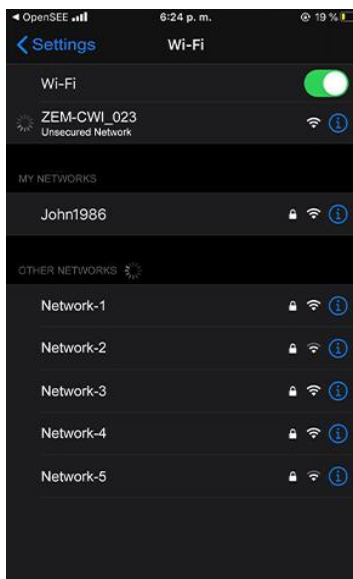 OpenSEE 6:24 p. m. 19 %
Settings Wi-Fi
Wi-Fi
ZEM-CWI_023
Unsecured Network
MY NETWORKS
John1986
OTHER NETWORKS
Network-1
Network-2
Network-3
Network-4
Network-5